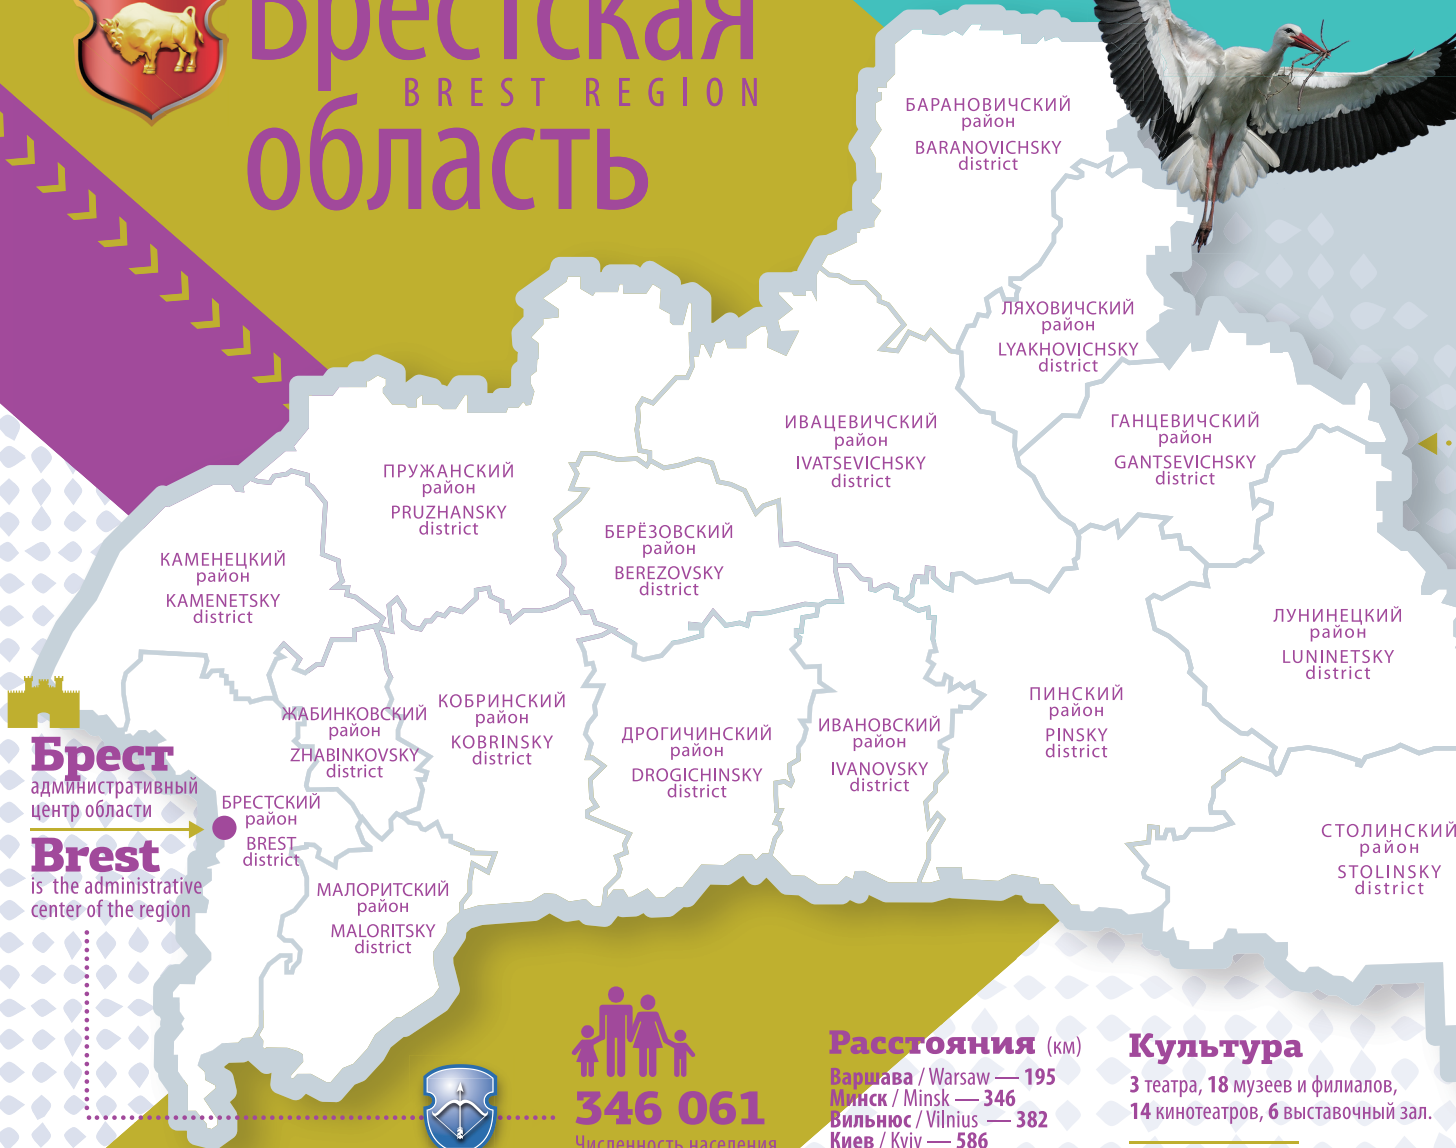 Брестская
BREST REGION
область
БАРАНОВИЧСКИЙ
район
BARANOVICHSKY
district
ЛЯХОВИЧСКИЙ
район
LYAKHOVICHSKY
district
ИВАЦЕВИЧСКИЙ
район
IVATSEVICHSKY
district
ГАНЦЕВИЧСКИЙ
район
GANTSEVICHSKY
district
ПРУЖАНСКИЙ
район
PRUZHANSKY
district
БЕРЁЗОВСКИЙ
район
BEREZOVSKY
district
КАМЕНЕЦКИЙ
район
KAMENETSKY
district
ЛУНИНЕЦКИЙ
район
LUNINETSKY
district
ЖАБИНКОВСКИЙ
район
ZHABINKOVSKY
district
КОБРИНСКИЙ
район
KOBRINSKY
district
ДРОГИЧИНСКИЙ
район
DROGICHINSKY
district
ИВАНОВСКИЙ
район
IVANOVSKY
district
ПИНСКИЙ
район
PINSKY
district
СТОЛИНСКИЙ
район
STOLINSKY
district
БРЕСТСКИЙ
район
BREST
district
МАЛОРИТСКИЙ
район
MALORITSKY
district
Брест
административный
центр области
Brest
is the administrative
center of the region
346 061
Численность населения
Расстояния (км)
Варшава / Warsaw — 195
Минск / Minsk — 346
Вильнюс / Vilnius — 382
Киев / Kyiv — 586
Культура
3 театра, 18 музеев и филиалов,
14 кинотеатров, 6 выставочный зал.